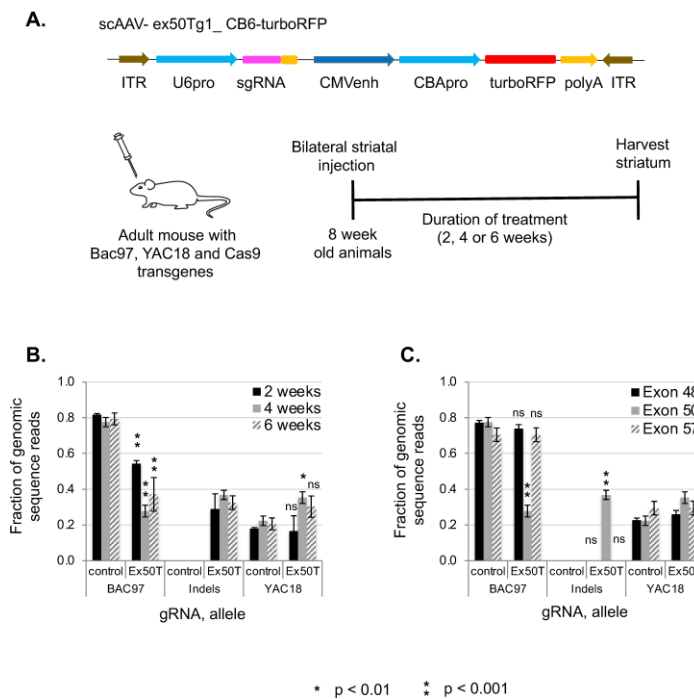 A.
scAAV- ex50Tg1_ CB6-turboRFP
ITR U6pro sgRNA CMVenh CBApro turboRFP polyA ITR
Bilateral striatal
injection
Harvest
striatum
Adult mouse with
Bac97, YAC18 and Cas9
transgenes
8 week
old animals
Duration of treatment
(2, 4 or 6 weeks)
B.
Fraction of genomic
sequence reads
1.0
0.8
0.6
0.4
0.2
0.0
2 weeks
4 weeks
6 weeks
** ** ** ns * ns
control Ex50T control Ex50T control Ex50T
BAC97 Indels YAC18
gRNA, allele
C.
Fraction of genomic
sequence reads
1.0
0.8
0.6
0.4
0.2
0.0
Exon 48
Exon 50
Exon 57
ns ** ns ns ** ns
control Ex50T control Ex50T control Ex50
BAC97 Indels YAC18
gRNA, allele
* p < 0.01 ** p < 0.001